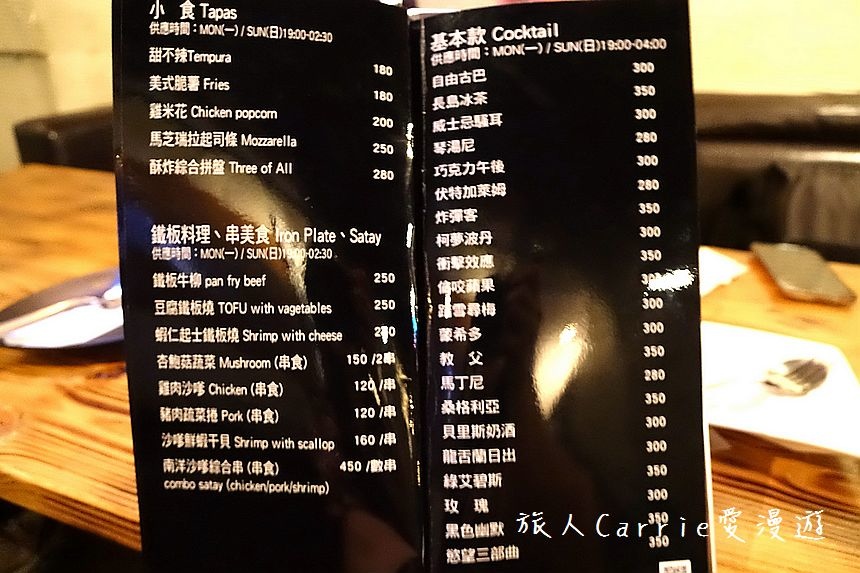 小 食 Tapas
供應時間：MON(一) / SUN(日)19:00-02:30
甜不辣Tempura 180
美式脆薯 Fries 180
雞米花 Chicken popcorn 200
馬芝瑞拉起司條 Mozzarella 250
酥炸綜合拼盤 Three of All 280
鐵板料理、串美食 Iron Plate、Satay
供應時間：MON(一) / SUN(日)19:00-02:30
鐵板牛柳 pan fry beef 250
豆腐鐵板燒 TOFU with vagetables 250
蝦仁起士鐵板燒 Shrimp with cheese
杏鮑菇蔬菜 Mushroom (串食) 150 /2串
雞肉沙嗲 Chicken (串食) 120 /串
豬肉蔬菜捲 Pork (串食) 120 /串
沙嗲鮮蝦干貝 Shrimp with scallop 160 /串
南洋沙嗲綜合串 (串食) 450 /數串
combo satay (chicken/pork/shrimp)
基本款 Cocktail
供應時間：MON(一) / SUN(日)19:00-04:00
自由古巴 300
長島冰茶 350
威士忌騷耳 300
琴湯尼 280
巧克力午後 300
伏特加萊姆 280
炸彈客 350
柯夢波丹 300
衝擊效應 350
偷咬蘋果
踏雪尋梅 300
蒙希多 300
教 父 350
馬丁尼 280
桑格利亞 350
貝里斯奶酒 300
龍舌蘭日出 300
綠艾碧斯 350
玫 瑰 300
黑色幽默 350
慾望三部曲 350
旅人Carrie愛漫遊